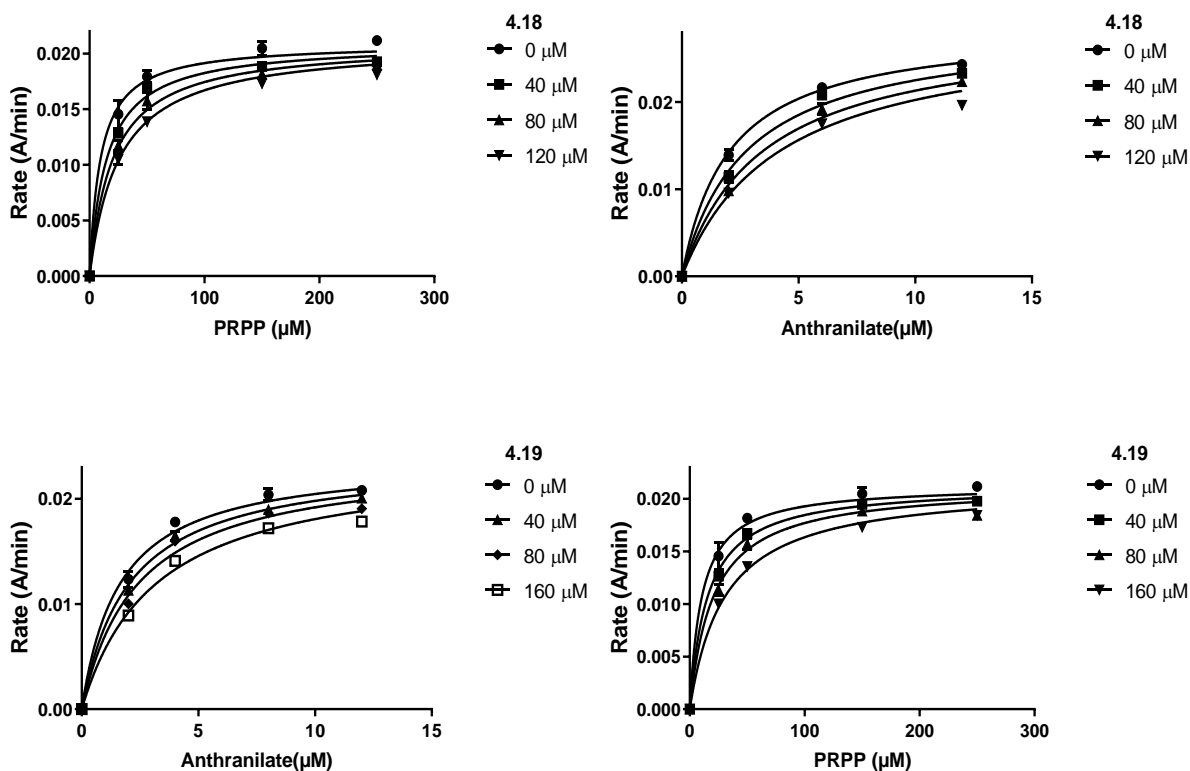 4.18
0 µM
40 µM
80 µM
120 µM
Rate (A/min)
0.020
0.015
0.010
0.005
0.000
0
100
200
300
PRPP (µM)
4.18
0 µM
40 µM
80 µM
120 µM
Rate (A/min)
0.02
0.01
0.00
0
5
10
15
Anthranilate(µM)
4.19
0 µM
40 µM
80 µM
160 µM
Rate (A/min)
0.02
0.01
0.00
0
5
10
15
Anthranilate(µM)
4.19
0 µM
40 µM
80 µM
160 µM
Rate (A/min)
0.020
0.015
0.010
0.005
0.000
0
100
200
300
PRPP (µM)